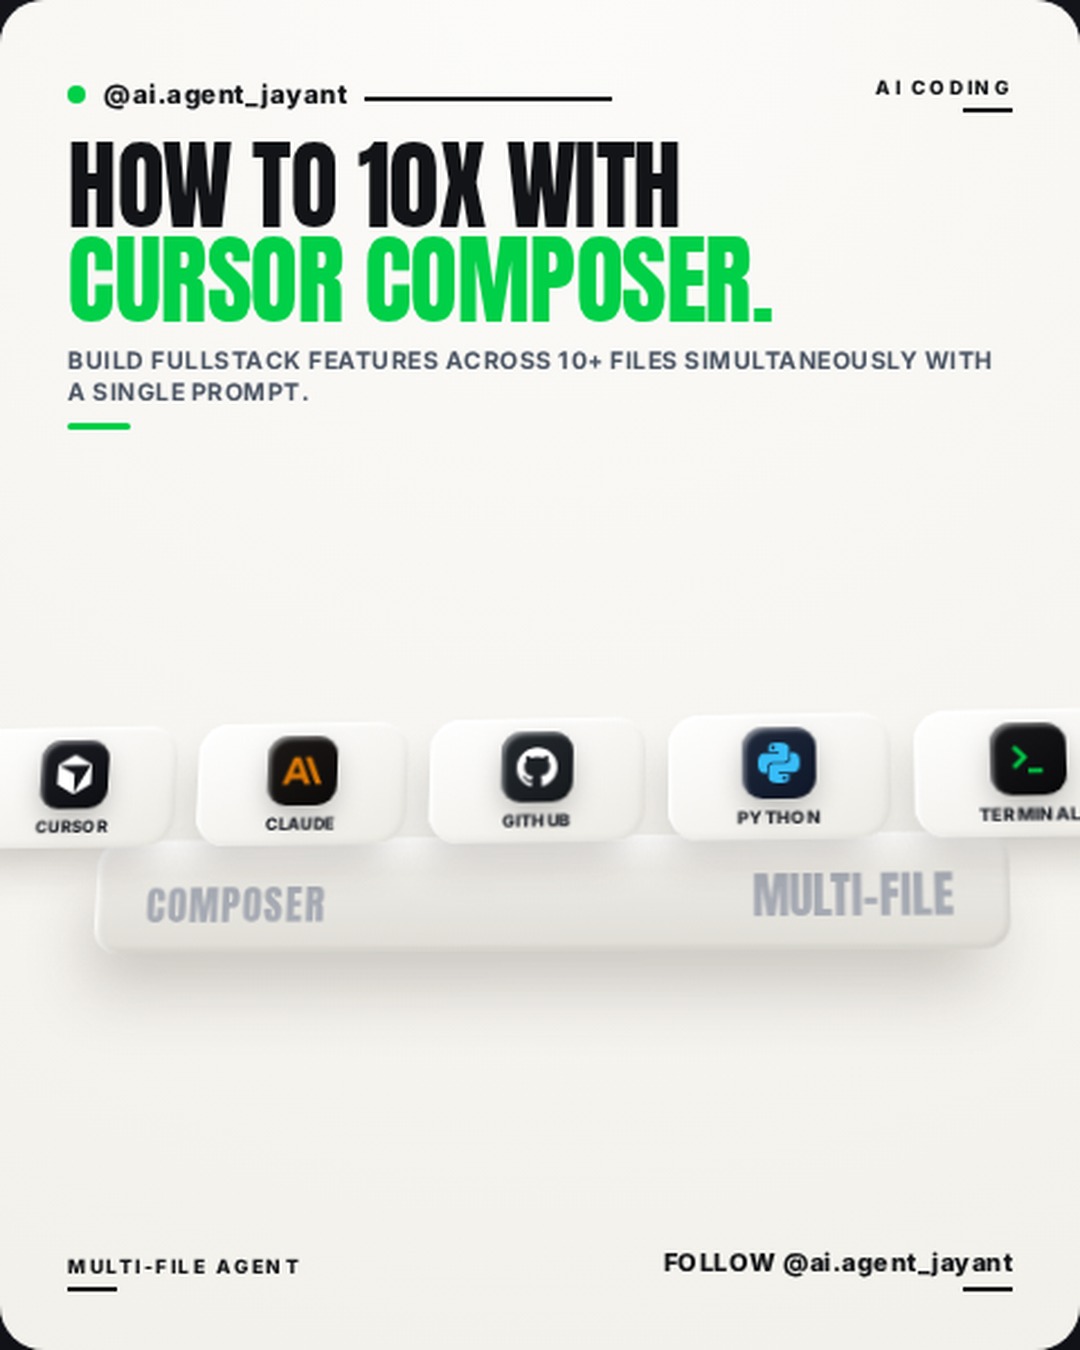 @ai.agent_jayant
AI CODING
HOW TO 10X WITH
CURSOR COMPOSER.
BUILD FULLSTACK FEATURES ACROSS 10+ FILES SIMULTANEOUSLY WITH
A SINGLE PROMPT.
CURSOR
CLAUDE
GITHUB
PYTHON
TERMINAL
COMPOSER
MULTI-FILE
MULTI-FILE AGENT
FOLLOW @ai.agent_jayant